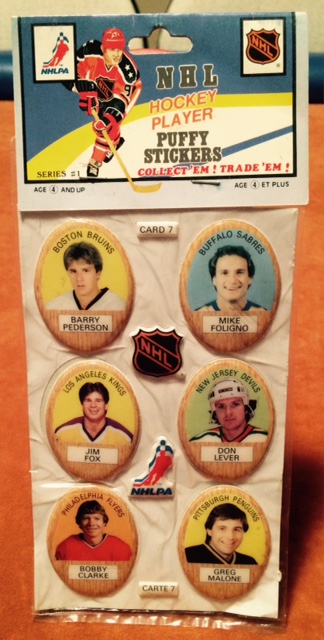 NHLPA
NHL
NHL
HOCKEY
PLAYER
PUFFY
STICKERS
COLLECT 'EM! TRADE 'EM!
SERIES #1
AGE 4 AND UP
AGE 4 ET PLUS
CARD 7
BOSTON BRUINS
BARRY
PEDERSON
BUFFALO SABRES
MIKE
FOLIGNO
NHL
LOS ANGELES KINGS
JIM
FOX
NEW JERSEY DEVILS
DON
LEVER
NHLPA
PHILADELPHIA FLYERS
BOBBY
CLARKE
PITTSBURGH PENGUINS
GREG
MALONE
CARTE 7